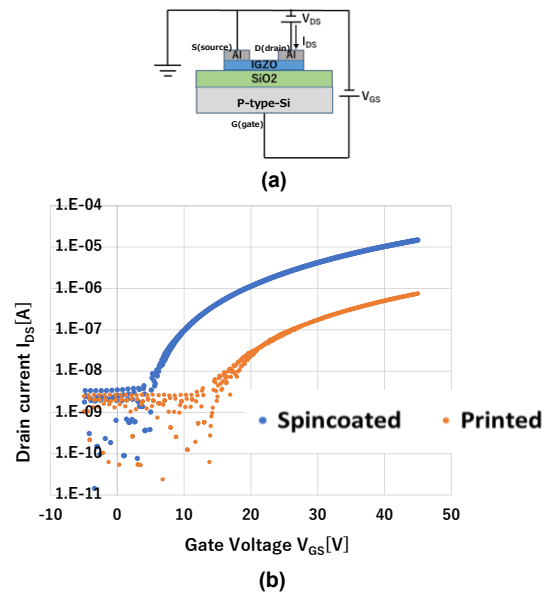 V_DS
I_DS
S(source) D(drain)
Al Al
IGZO
SiO2
P-type-Si
V_GS
G(gate)
(a)
1.E-04
1.E-05
1.E-06
1.E-07
1.E-08
1.E-09
1.E-10
1.E-11
Drain current I_DS[A]
Spincoated Printed
-10 0 10 20 30 40 50
Gate Voltage V_GS[V]
(b)